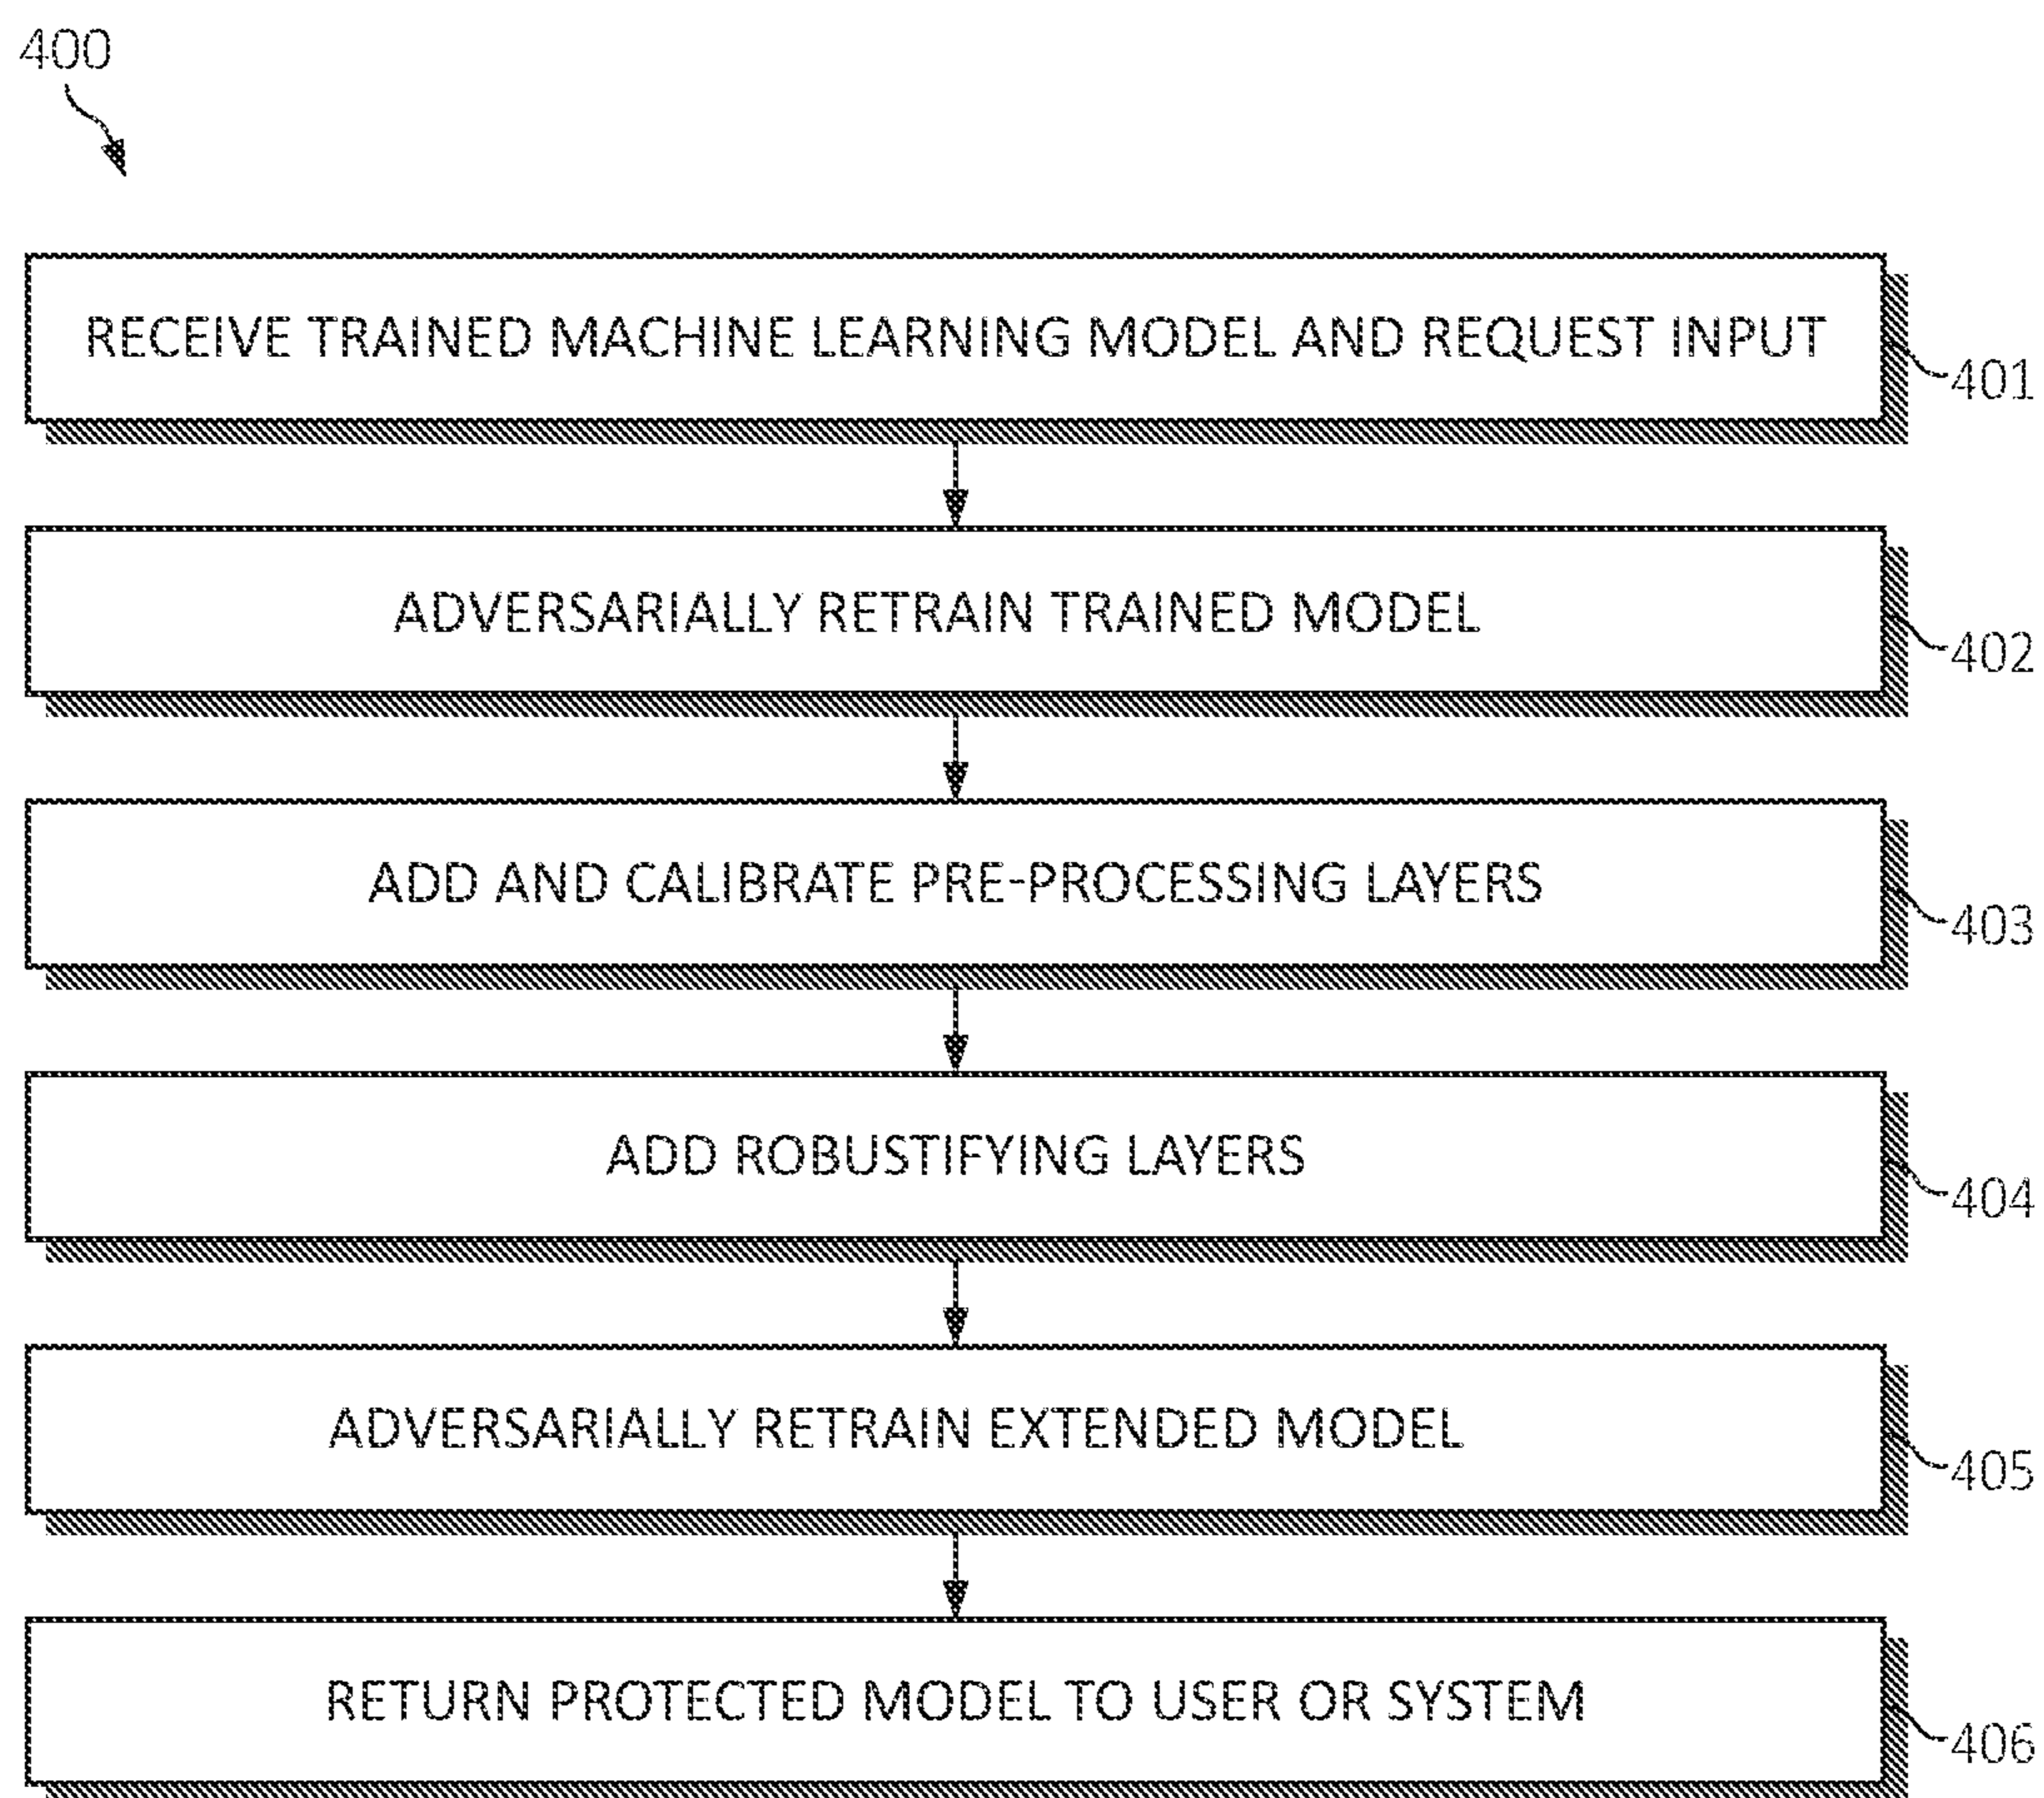 400
RECEIVE TRAINED MACHINE LEARNING MODEL AND REQUEST INPUT
401
ADVERSARIALLY RETRAIN TRAINED MODEL
402
ADD AND CALIBRATE PRE-PROCESSING LAYERS
403
ADD ROBUSTIFYING LAYERS
404
ADVERSARIALLY RETRAIN EXTENDED MODEL
405
RETURN PROTECTED MODEL TO USER OR SYSTEM
406